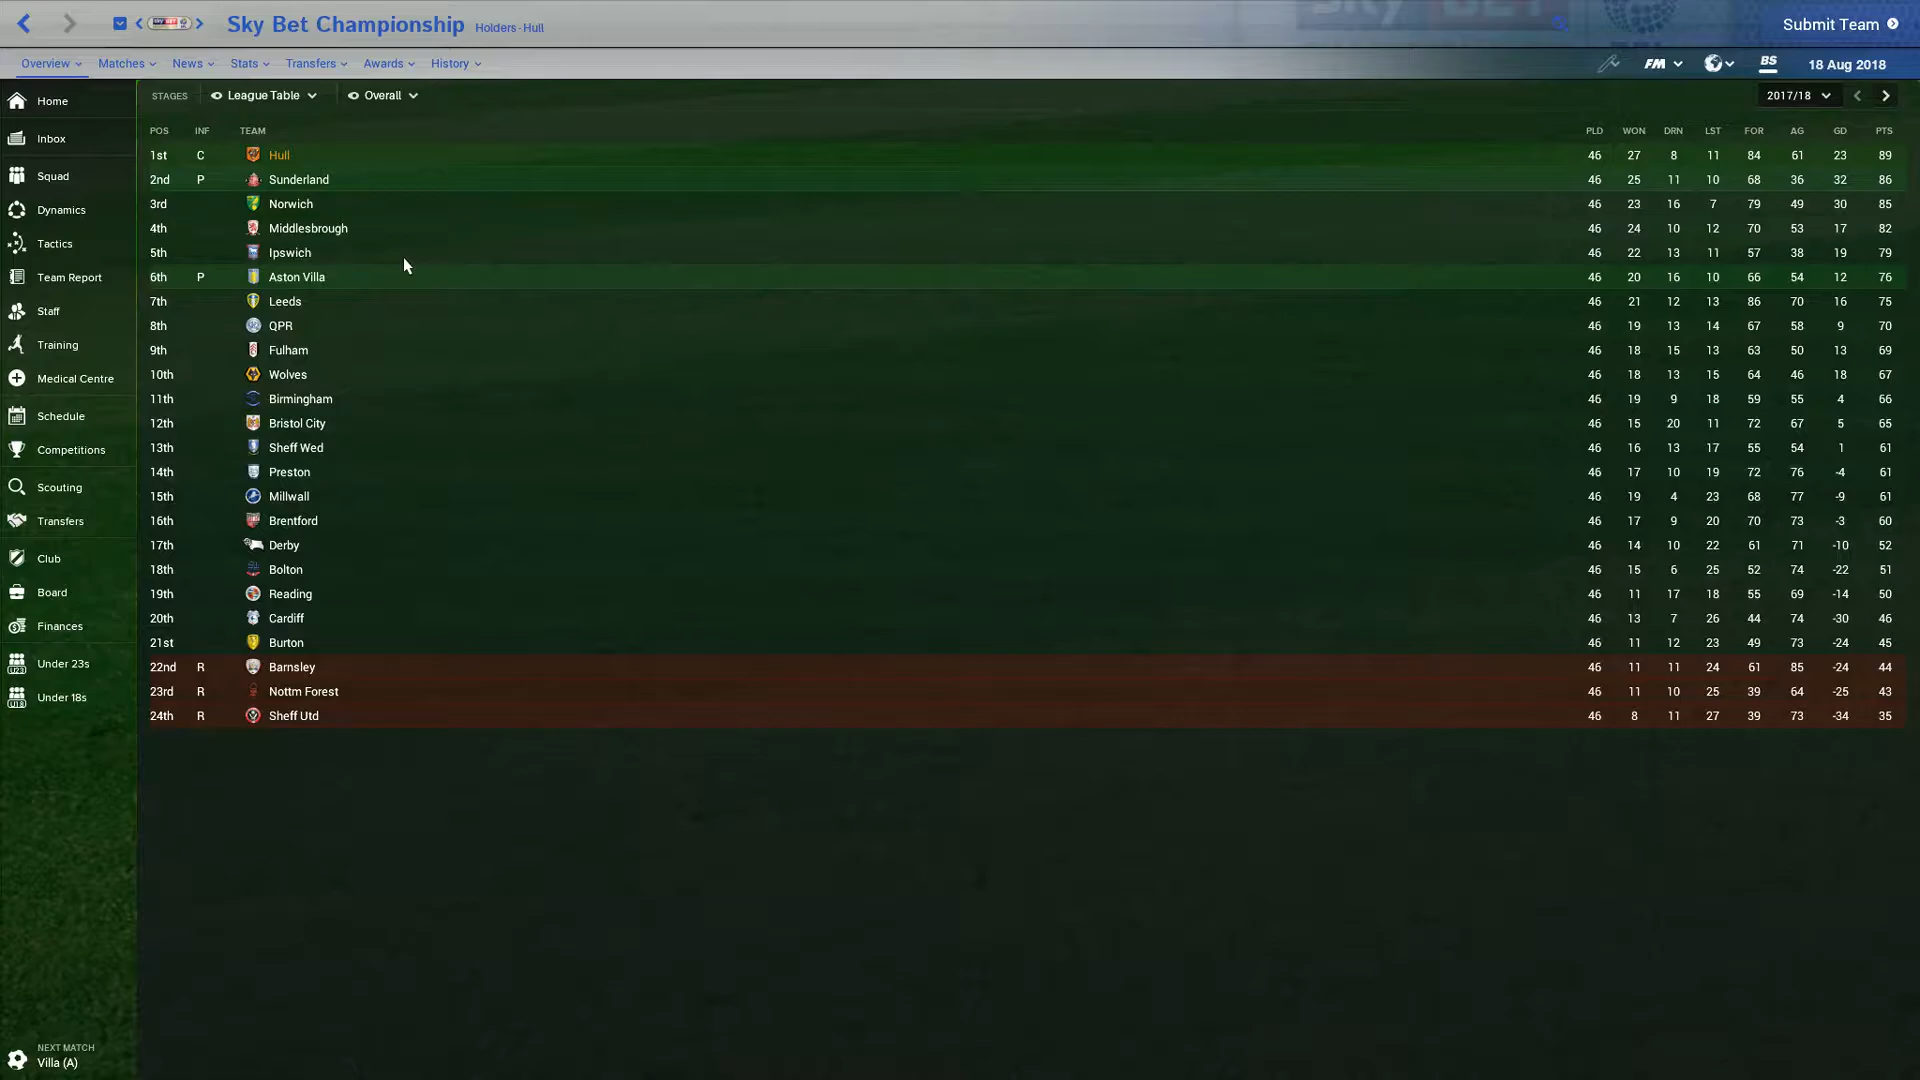 Sky Bet Championship Holders · Hull Submit Team
Overview Matches News Stats Transfers Awards History FM BS 18 Aug 2018
Home
Inbox
Squad
Dynamics
Tactics
Team Report
Staff
Training
Medical Centre
Schedule
Competitions
Scouting
Transfers
Club
Board
Finances
Under 23s
Under 18s
NEXT MATCH
Villa (A)
STAGES League Table Overall 2017/18
POS INF TEAM PLD WON DRN LST FOR AG GD PTS
1st C Hull 46 27 8 11 84 61 23 89
2nd P Sunderland 46 25 11 10 68 36 32 86
3rd Norwich 46 23 16 7 79 49 30 85
4th Middlesbrough 46 24 10 12 70 53 17 82
5th Ipswich 46 22 13 11 57 38 19 79
6th P Aston Villa 46 20 16 10 66 54 12 76
7th Leeds 46 21 12 13 86 70 16 75
8th QPR 46 19 13 14 67 58 9 70
9th Fulham 46 18 15 13 63 50 13 69
10th Wolves 46 18 13 15 64 46 18 67
11th Birmingham 46 19 9 18 59 55 4 66
12th Bristol City 46 15 20 11 72 67 5 65
13th Sheff Wed 46 16 13 17 55 54 1 61
14th Preston 46 17 10 19 72 76 -4 61
15th Millwall 46 19 4 23 68 77 -9 61
16th Brentford 46 17 9 20 70 73 -3 60
17th Derby 46 14 10 22 61 71 -10 52
18th Bolton 46 15 6 25 52 74 -22 51
19th Reading 46 11 17 18 55 69 -14 50
20th Cardiff 46 13 7 26 44 74 -30 46
21st Burton 46 11 12 23 49 73 -24 45
22nd R Barnsley 46 11 11 24 61 85 -24 44
23rd R Nottm Forest 46 11 10 25 39 64 -25 43
24th R Sheff Utd 46 8 11 27 39 73 -34 35